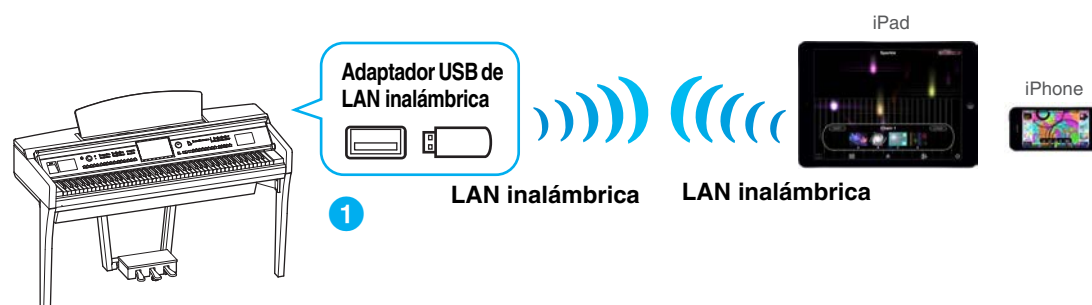 iPad
iPhone
Adaptador USB de
LAN inalámbrica
LAN inalámbrica
LAN inalámbrica
1